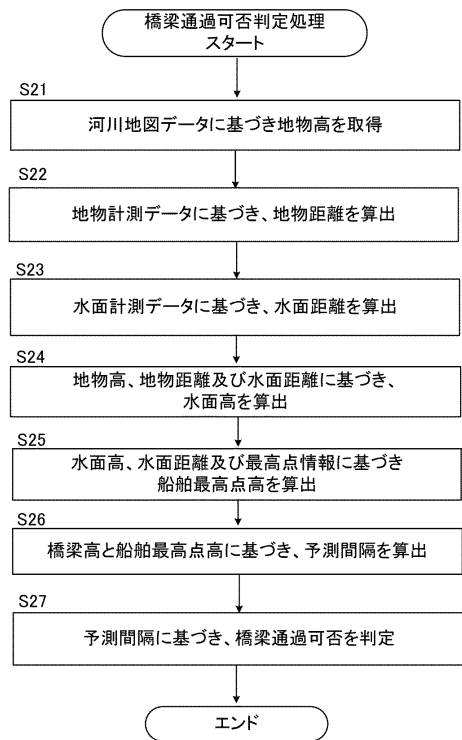 橋梁通過可否判定処理
スタート
S21
河川地図データに基づき地物高を取得
S22
地物計測データに基づき、地物距離を算出
S23
水面計測データに基づき、水面距離を算出
S24
地物高、地物距離及び水面距離に基づき、
水面高を算出
S25
水面高、水面距離及び最高点情報に基づき
船舶最高点高を算出
S26
橋梁高と船舶最高点高に基づき、予測間隔を算出
S27
予測間隔に基づき、橋梁通過可否を判定
エンド